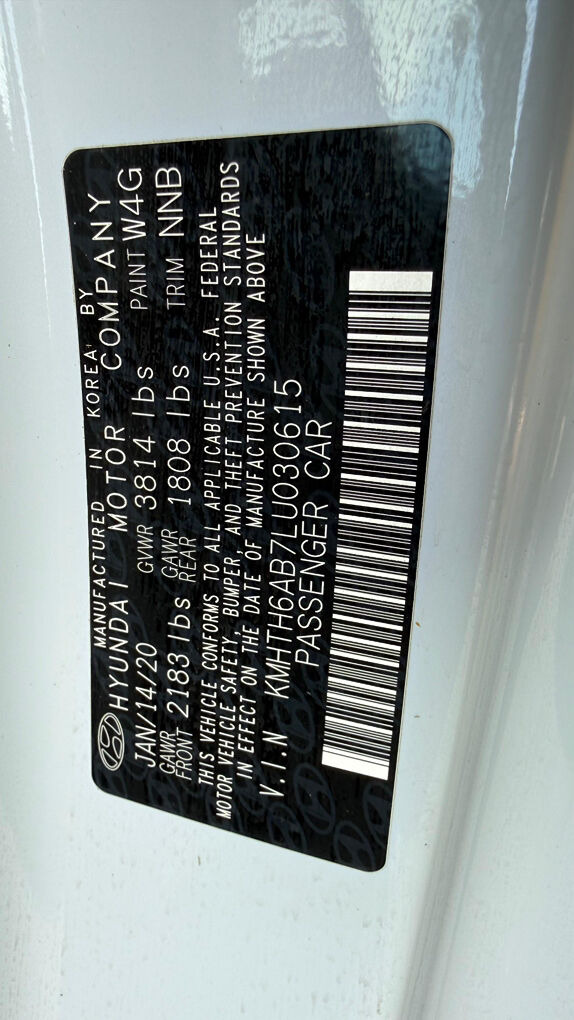 MANUFACTURED IN KOREA BY
HYUNDAI MOTOR COMPANY
JAN/14/20 GVWR 3814 lbs PAINT W4G
GAWR FRONT 2183 lbs GAWR REAR 1808 lbs TRIM NNB
THIS VEHICLE CONFORMS TO ALL APPLICABLE U.S.A. FEDERAL
MOTOR VEHICLE SAFETY, BUMPER, AND THEFT PREVENTION STANDARDS
IN EFFECT ON THE DATE OF MANUFACTURE SHOWN ABOVE
V.I.N KMHTH6AB7LU030615
PASSENGER CAR